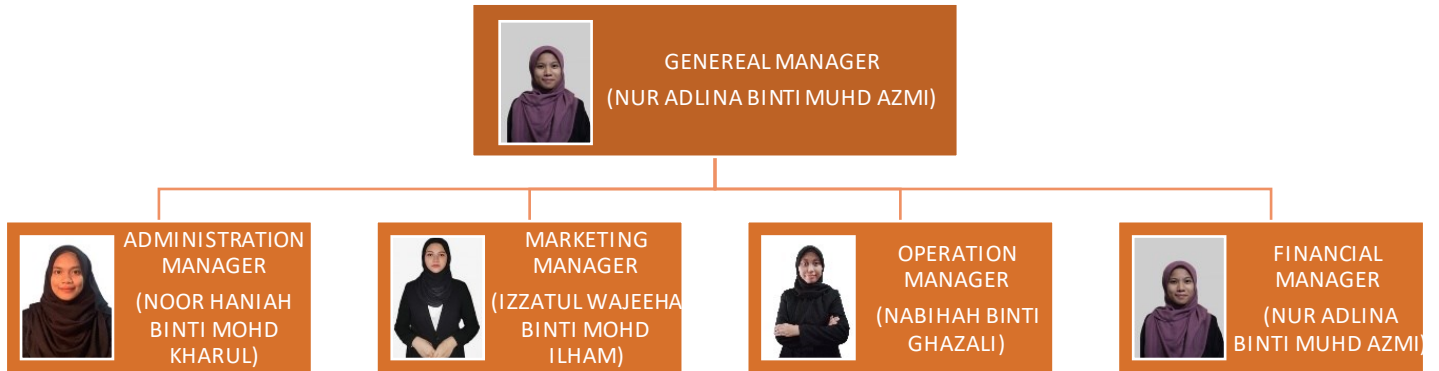 GENEREAL MANAGER
(NUR ADLINA BINTI MUHD AZMI)
ADMINISTRATION
MANAGER
(NOOR HANIAH
BINTI MOHD
KHARUL)
MARKETING
MANAGER
(IZZATUL WAJEEHA
BINTI MOHD
ILHAM)
OPERATION
MANAGER
(NABIHAH BINTI
GHAZALI)
FINANCIAL
MANAGER
(NUR ADLINA
BINTI MUHD AZMI)